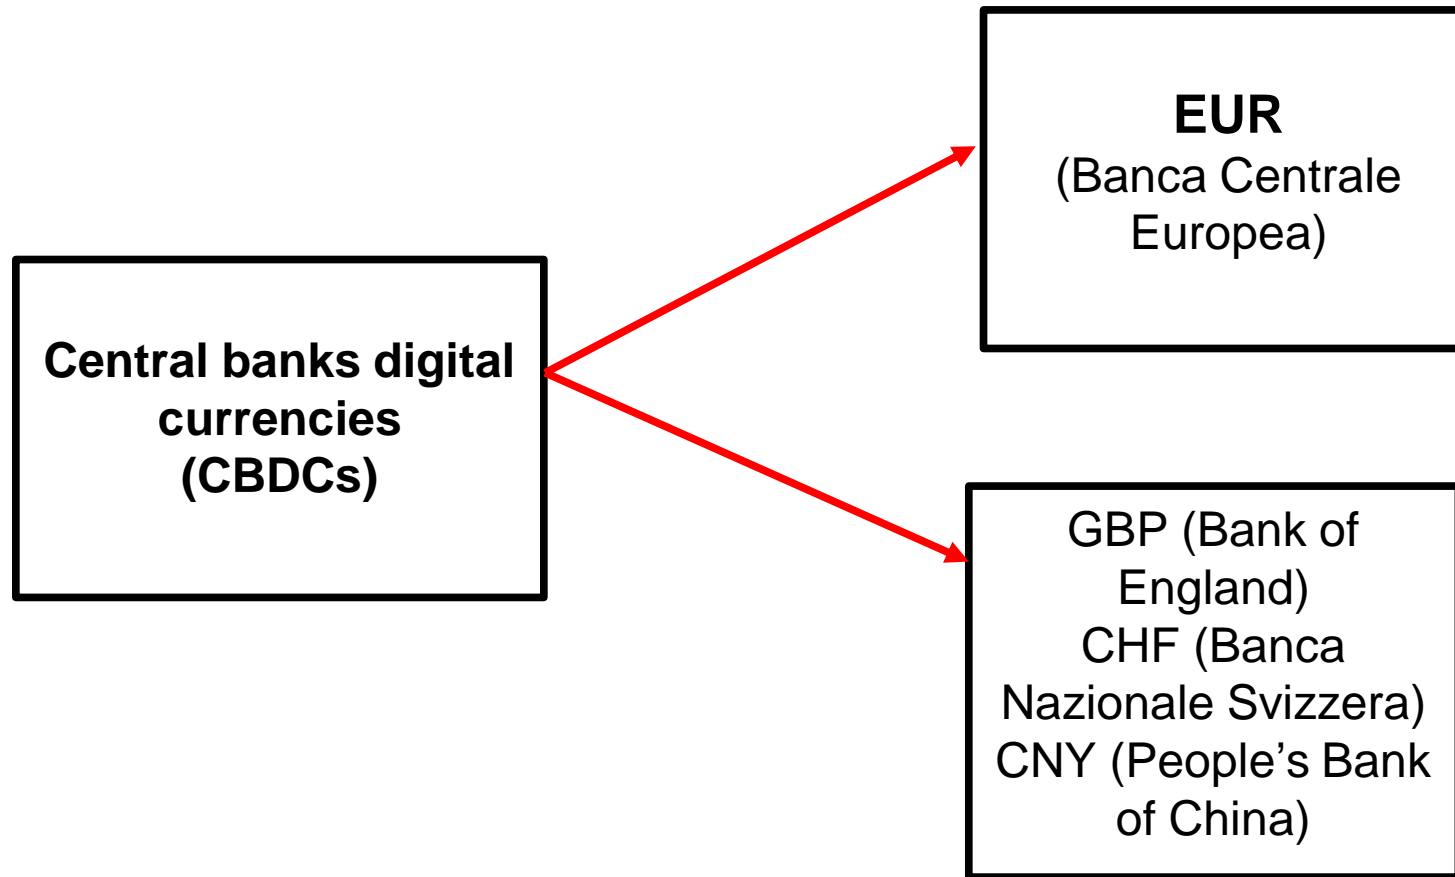 EUR
(Banca Centrale
Europea)
Central banks digital
currencies
(CBDCs)
GBP (Bank of
England)
CHF (Banca
Nazionale Svizzera)
CNY (People’s Bank
of China)